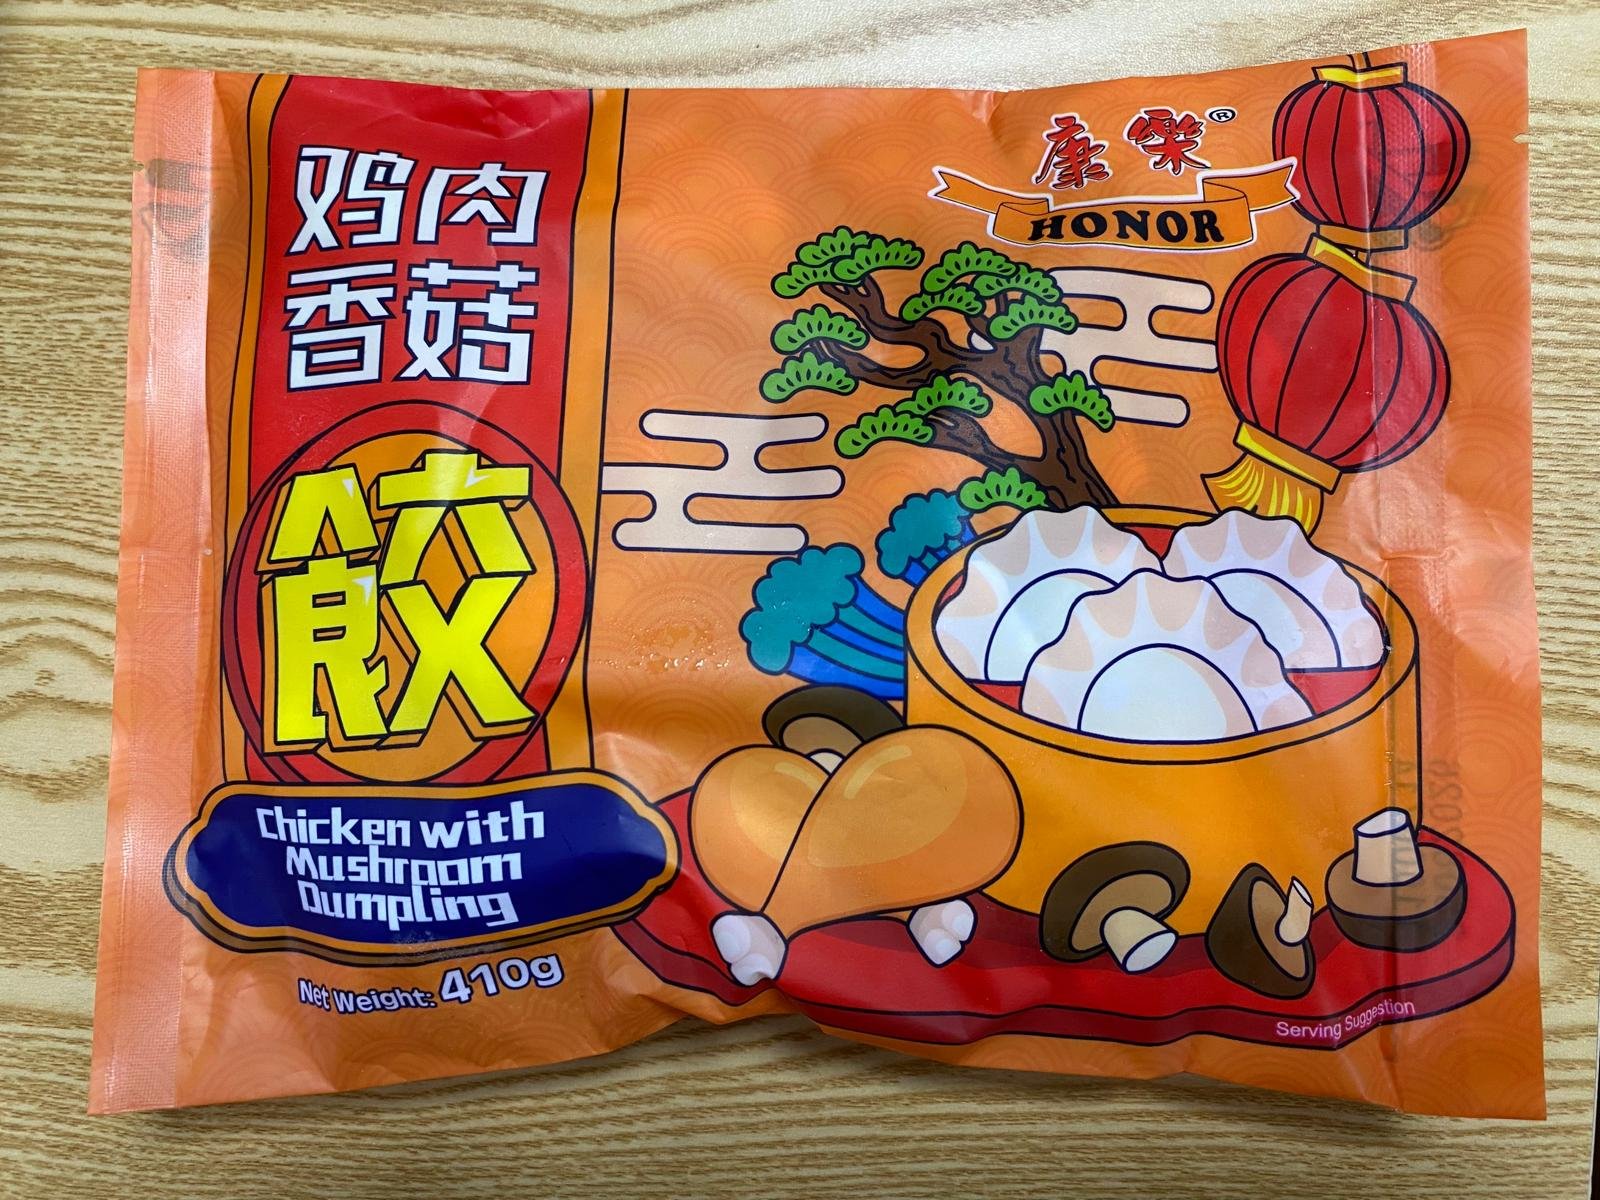 鸡肉
香菇
餃
Chicken with
Mushroom
Dumpling
Net Weight: 410g
康樂®
HONOR
Serving Suggestion